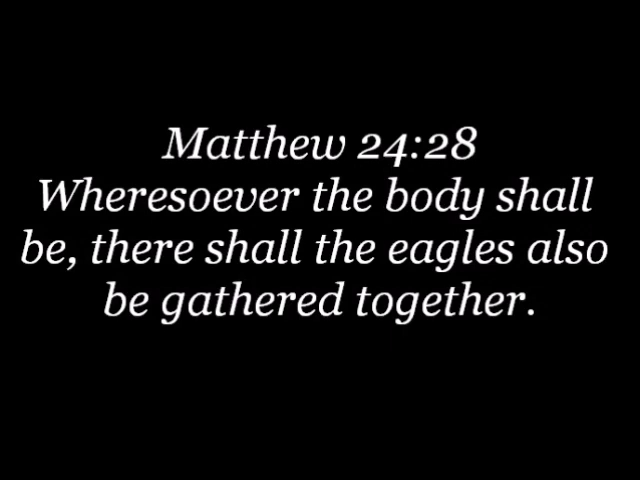 Matthew 24:28
Wheresoever the body shall
be, there shall the eagles also
be gathered together.